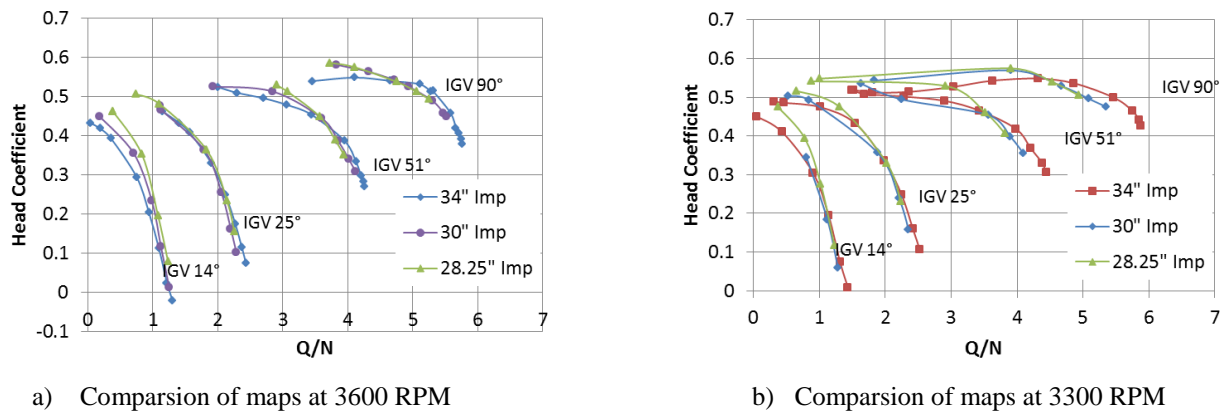 0.7
0.6
0.5
0.4
0.3
0.2
0.1
0
-0.1
Head Coefficient
0 1 2 3 4 5 6 7
Q/N
IGV 90°
IGV 51°
IGV 25°
IGV 14°
34" Imp
30" Imp
28.25" Imp
a) Comparsion of maps at 3600 RPM
0.7
0.6
0.5
0.4
0.3
0.2
0.1
0
Head Coefficient
0 1 2 3 4 5 6 7
Q/N
IGV 90°
IGV 51°
IGV 25°
IGV 14°
34" Imp
30" Imp
28.25" Imp
b) Comparsion of maps at 3300 RPM